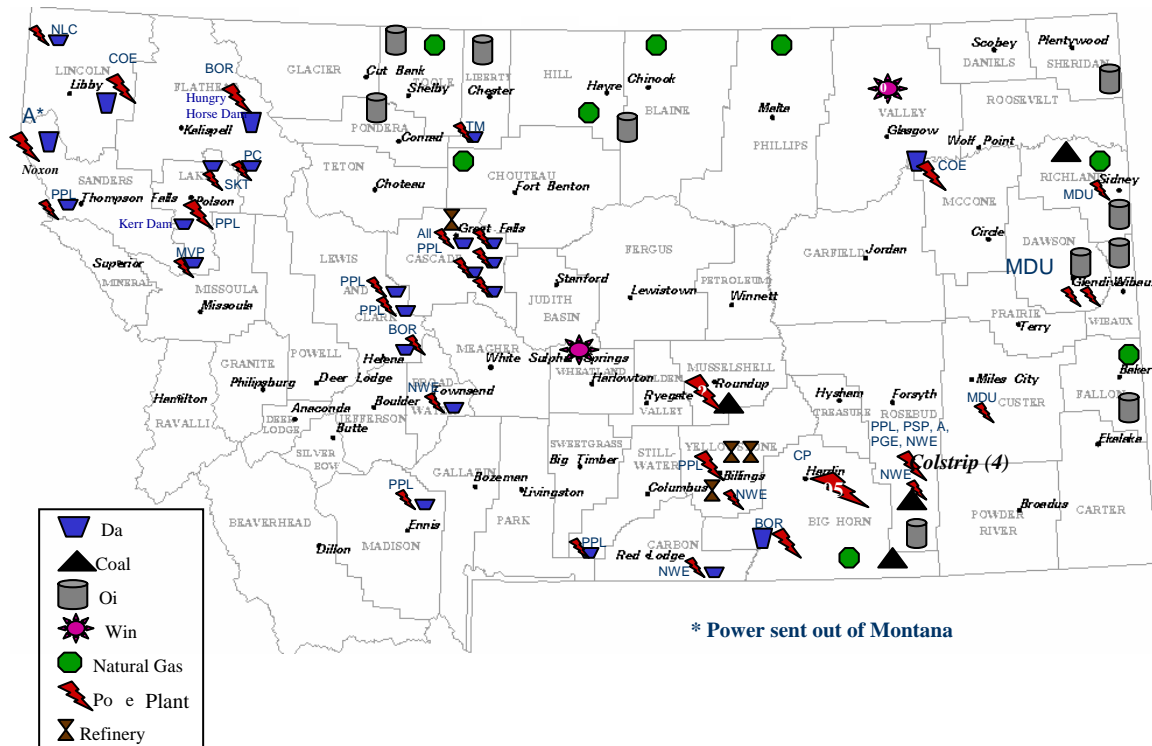 NLC
COE
LINCOLN
Libby
BOR
FLATHEAD
Hungry
Horse Dam
Kalispell
A*
Noxon
GLACIER
Cut Bank
TOOLE
Shelby
LIBERTY
Chester
HILL
Havre
Chinook
BLAINE
Malta
PHILLIPS
VALLEY
Glasgow
Scobey
DANIELS
Plentywood
SHERIDAN
ROOSEVELT
Wolf Point
PONDERA
Conrad
TM
TETON
Choteau
CHOUTEAU
Fort Benton
PC
LAKE
SKT
Polson
SANDERS
PPL
Thompson Falls
Kerr Dam
PPL
MVP
Superior
MINERAL
MISSOULA
Missoula
COE
MCCONE
Circle
RICHLAND
MDU
Sidney
DAWSON
MDU
Glendive
Wibaux
WIBAUX
PRAIRIE
Terry
GARFIELD
Jordan
PETROLEUM
Winnett
FERGUS
Lewistown
All
PPL
Great Falls
CASCADE
Stanford
JUDITH
BASIN
LEWIS
AND
CLARK
PPL
PPL
BOR
Helena
MEAGHER
White Sulphur Springs
WHEATLAND
Harlowton
GOLDEN
VALLEY
Ryegate
MUSSELSHELL
Roundup
POWELL
Deer Lodge
GRANITE
Philipsburg
Hamilton
RAVALLI
DEER
LODGE
Anaconda
Butte
SILVER
BOW
JEFFERSON
Boulder
BROAD
WATER
NWE
Townsend
GALLATIN
Bozeman
Livingston
PARK
SWEETGRASS
Big Timber
STILL-
WATER
Columbus
YELLOWSTONE
PPL
Billings
NWE
Hysham
TREASURE
Forsyth
ROSEBUD
PPL, PSP, A,
PGE, NWE
Colstrip (4)
NWE
CP
Hardin
BIG HORN
BOR
Miles City
CUSTER
MDU
Baker
FALLON
Ekalaka
CARTER
Broadus
POWDER
RIVER
PPL
Ennis
MADISON
BEAVERHEAD
Dillon
PPL
Red Lodge
CARBON
NWE
* Power sent out of Montana
Da
Coal
Oi
Win
Natural Gas
Po e Plant
Refinery